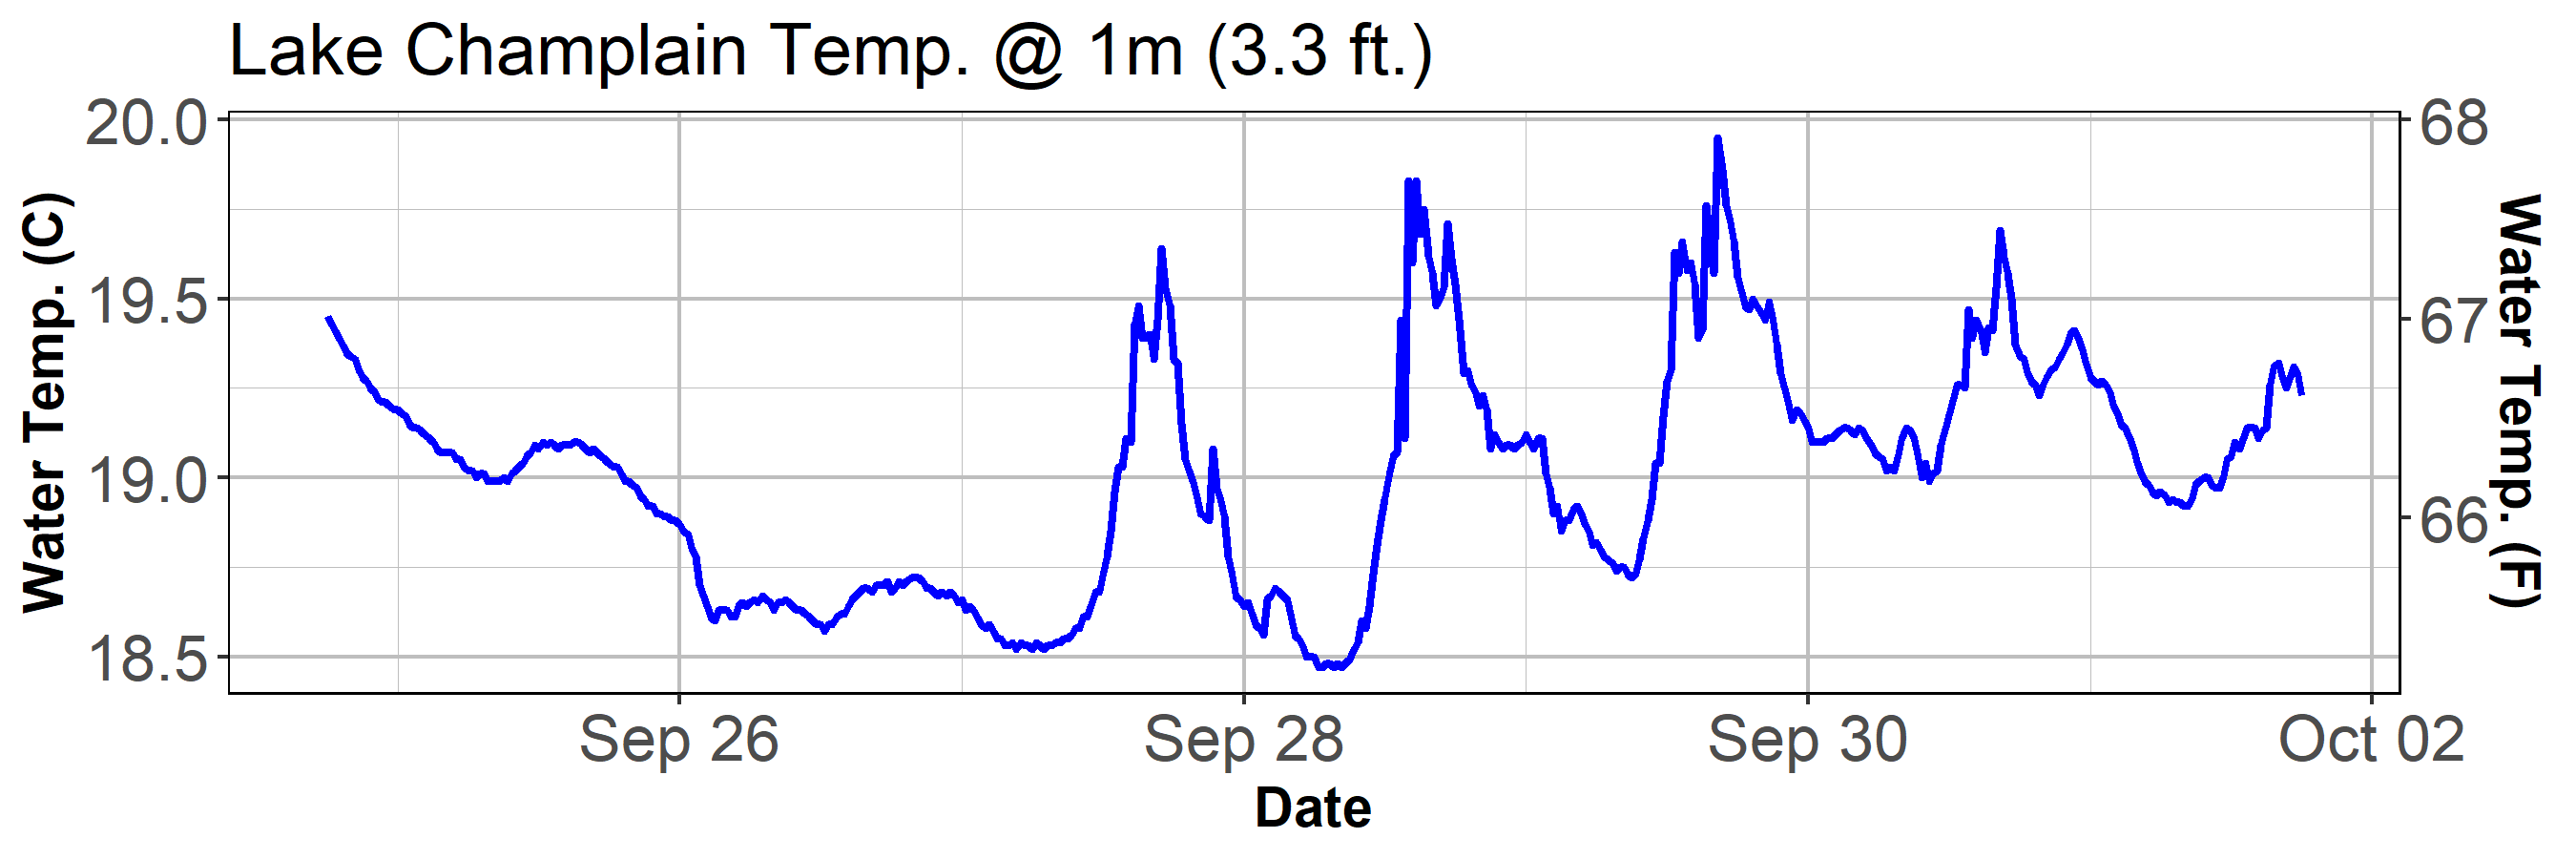 Lake Champlain Temp. @ 1m (3.3 ft.)
Water Temp. (C)
20.0
19.5
19.0
18.5
68
67
66
Water Temp. (F)
Sep 26
Sep 28
Sep 30
Oct 02
Date